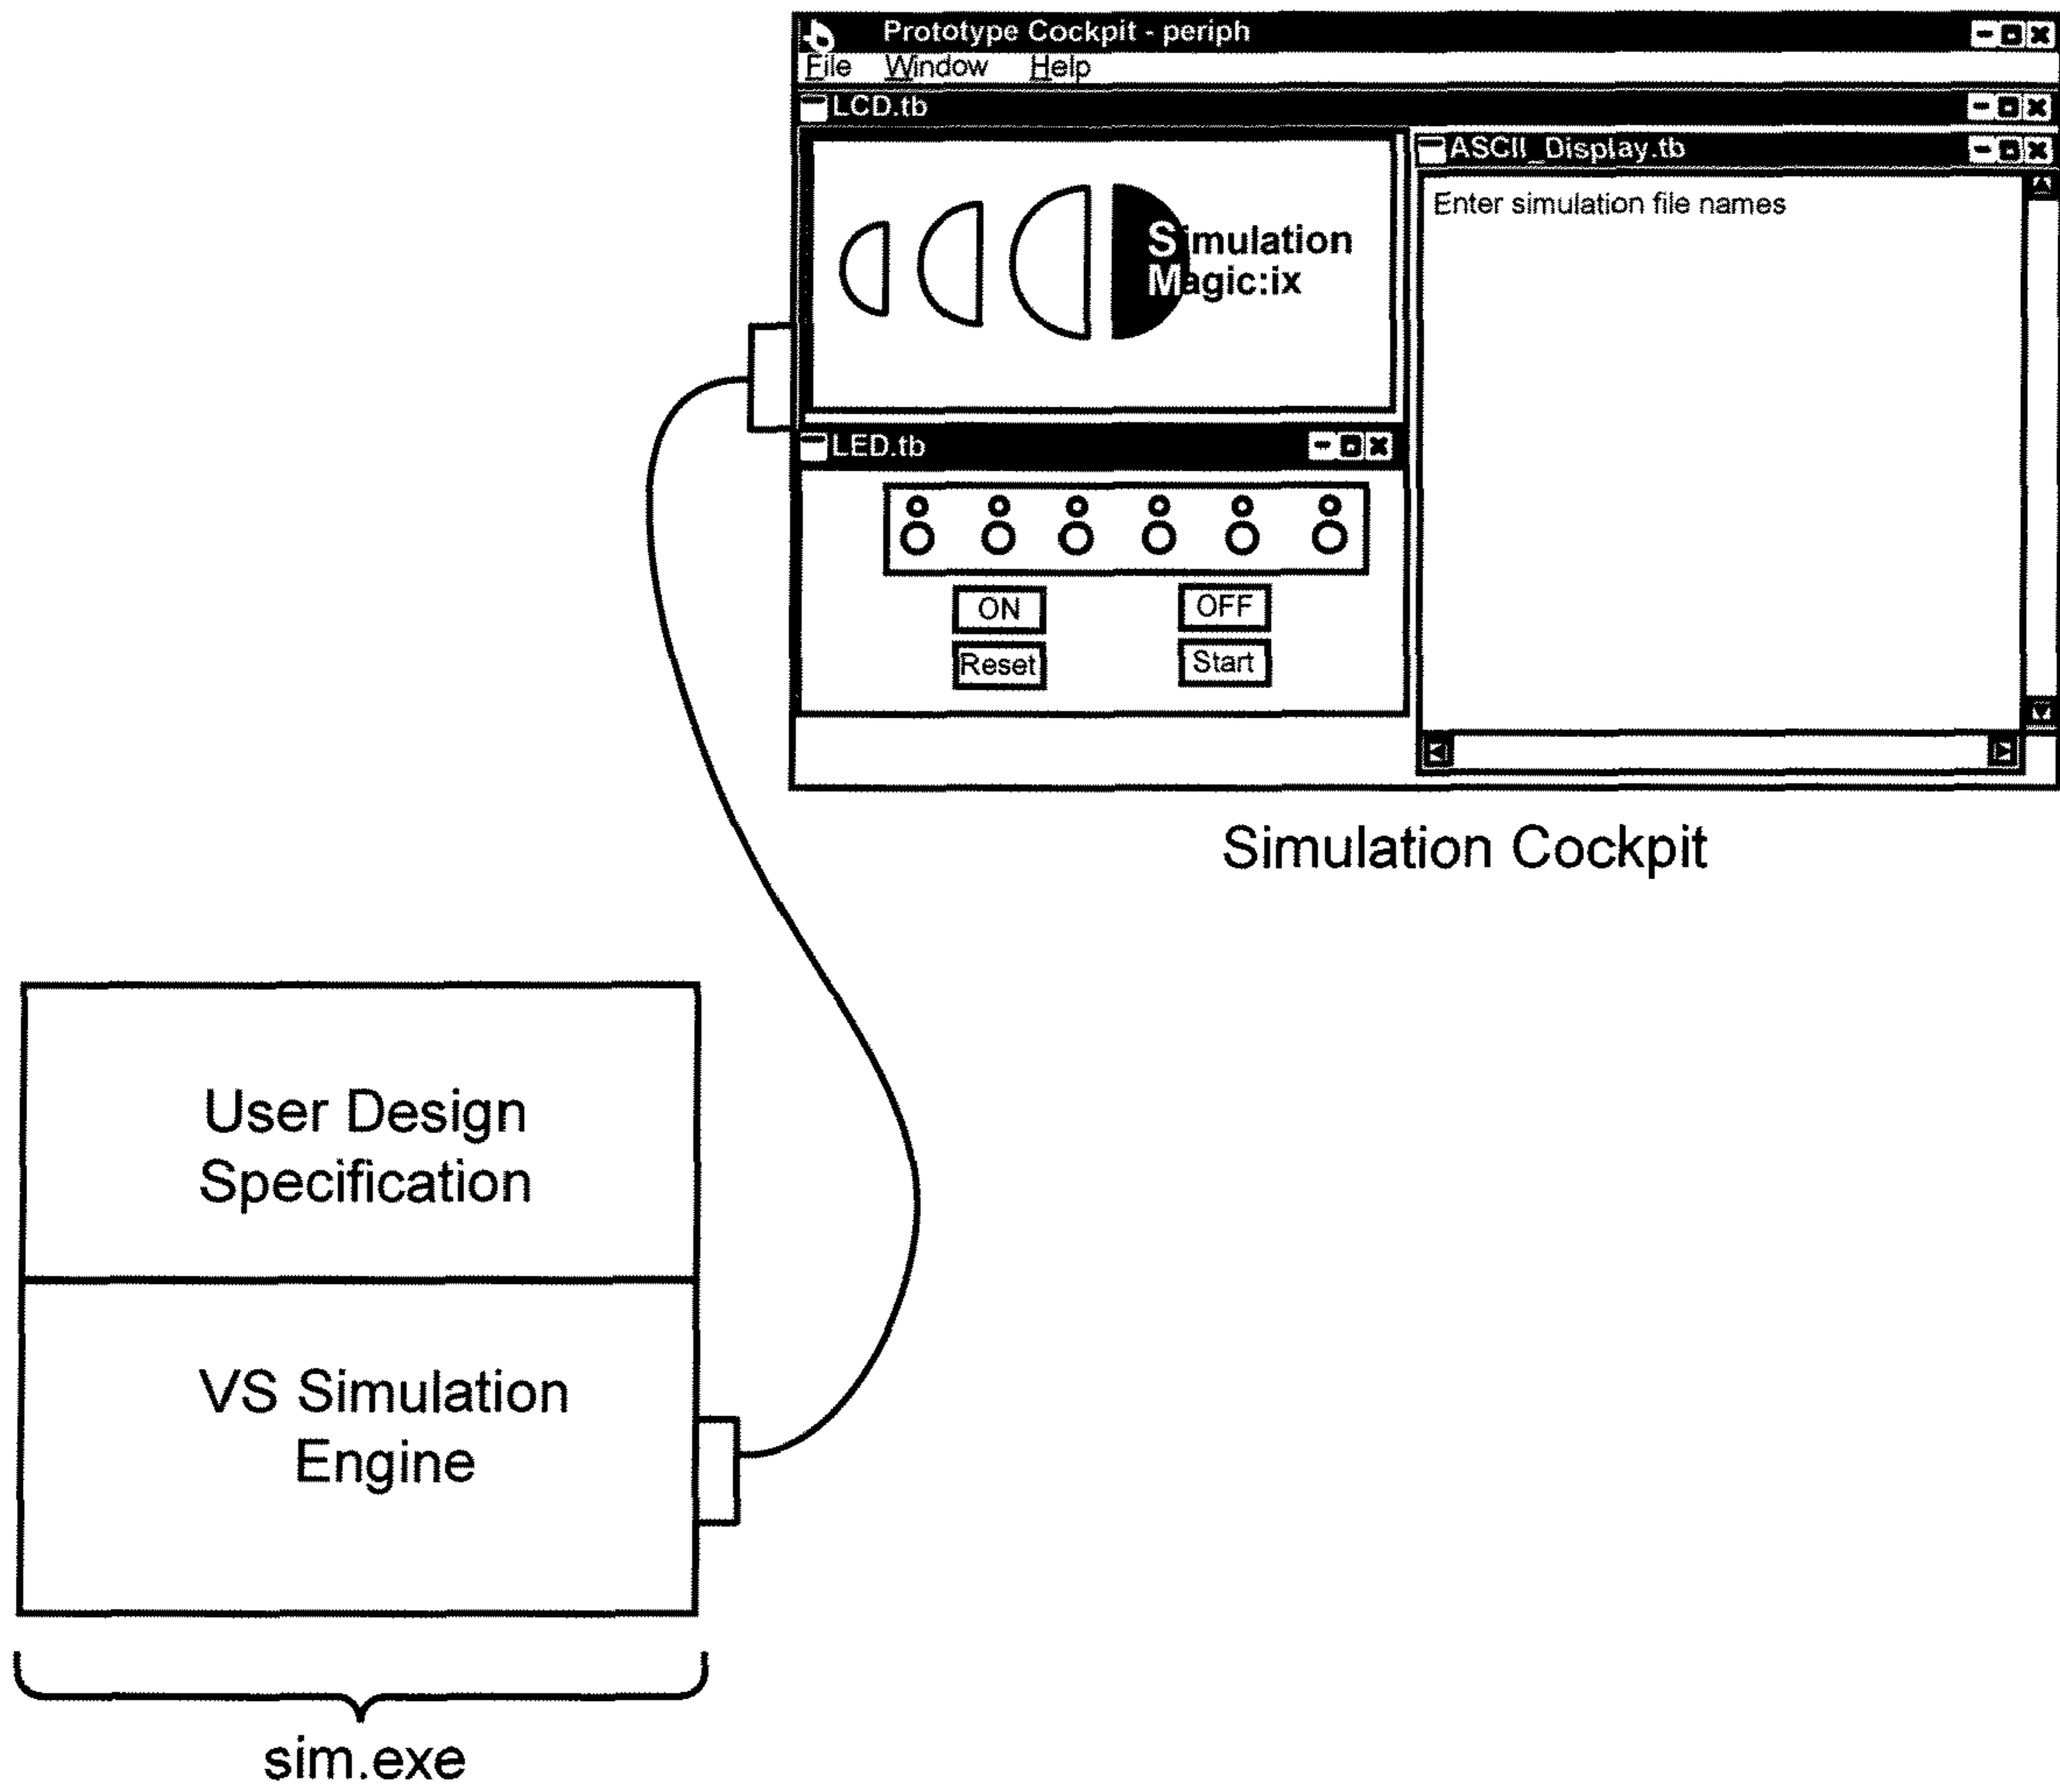 Prototype Cockpit - periph
File Window Help
LCD.tb
Simulation
Magic:ix
ASCII_Display.tb
Enter simulation file names
LED.tb
ON
OFF
Reset
Start
Simulation Cockpit
User Design
Specification
VS Simulation
Engine
sim.exe